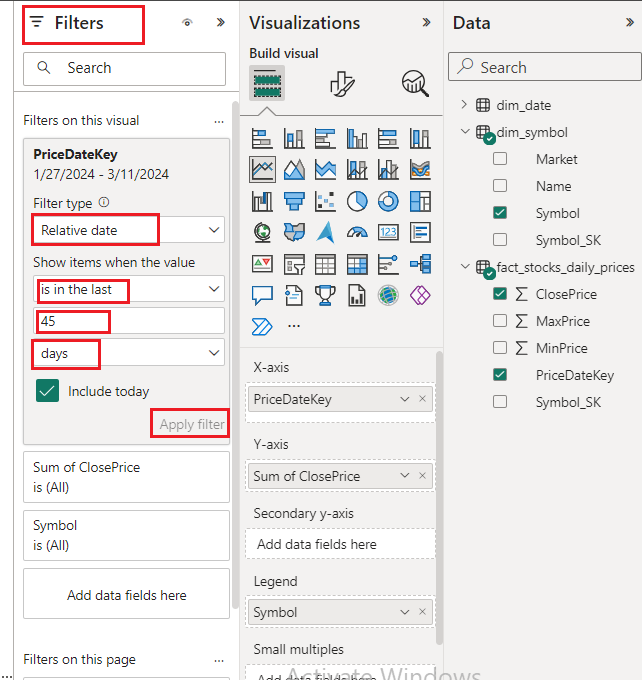 Filters
Search
Filters on this visual
...
PriceDateKey
1/27/2024 - 3/11/2024
Filter type
Relative date
Show items when the value
is in the last
45
days
Include today
Apply filter
Sum of ClosePrice
is (All)
Symbol
is (All)
Add data fields here
Filters on this page
...
Visualizations
Build visual
123
...
X-axis
PriceDateKey
Y-axis
Sum of ClosePrice
Secondary y-axis
Add data fields here
Legend
Symbol
Small multiples
Add data fields here
Activate Windows
Data
Search
dim_date
dim_symbol
Market
Name
Symbol
Symbol_SK
fact_stocks_daily_prices
ClosePrice
MaxPrice
MinPrice
PriceDateKey
Symbol_SK